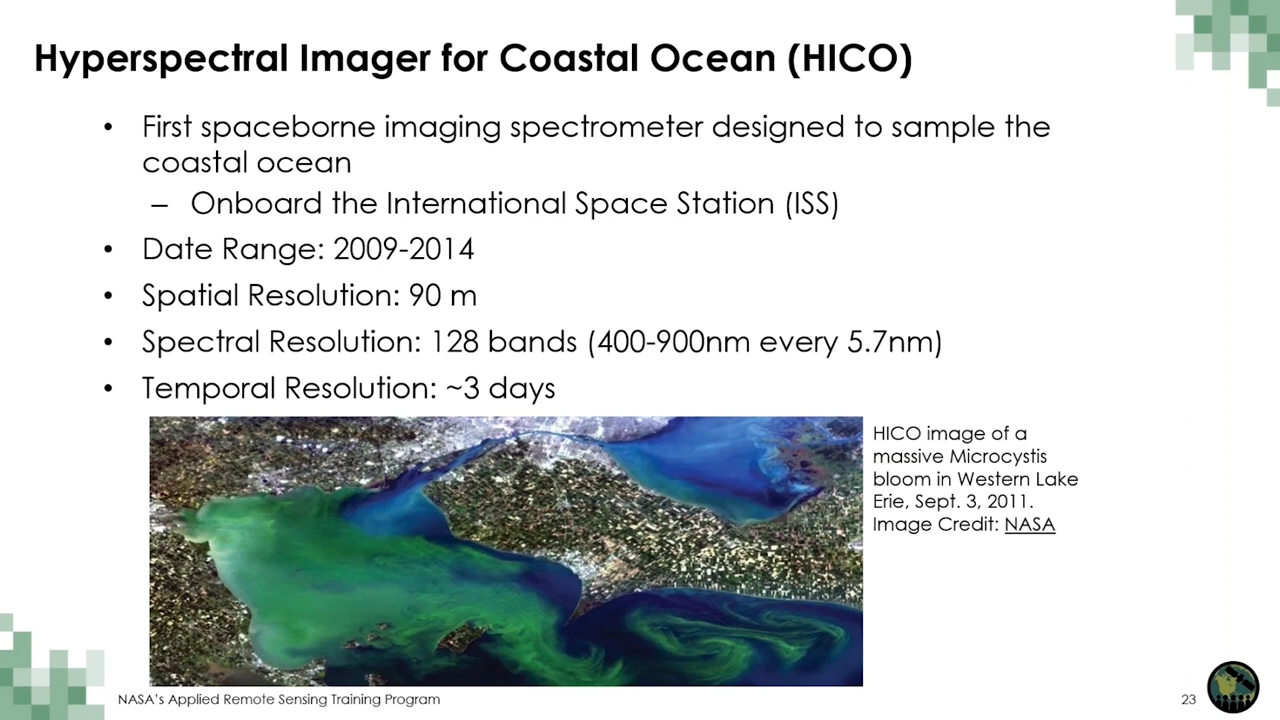 Hyperspectral Imager for Coastal Ocean (HICO)
• First spaceborne imaging spectrometer designed to sample the
coastal ocean
– Onboard the International Space Station (ISS)
• Date Range: 2009-2014
• Spatial Resolution: 90 m
• Spectral Resolution: 128 bands (400-900nm every 5.7nm)
• Temporal Resolution: ~3 days
HICO image of a
massive Microcystis
bloom in Western Lake
Erie, Sept. 3, 2011.
Image Credit: NASA
NASA's Applied Remote Sensing Training Program
23